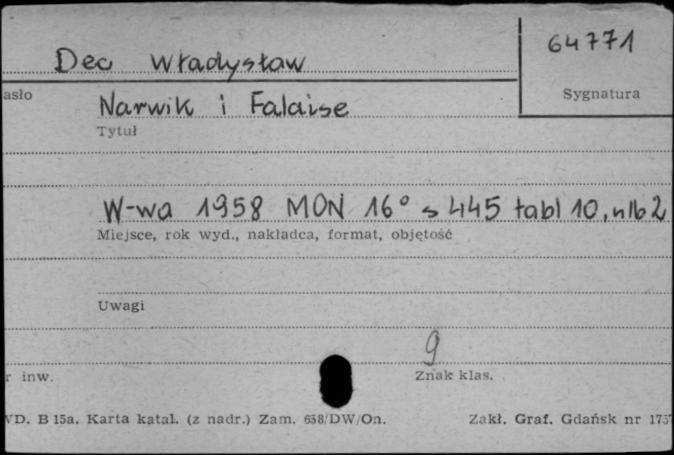 64771
Dec Władysław
asło
Sygnatura
Narwik i Falaise
Tytuł
W-wa 1958 MON 16° s 445 tabl 10, nlb 2
Miejsce, rok wyd., nakładca, format, objętość
Uwagi
9
r inw.
Znak klas.
VD. B 15a. Karta katal. (z nadr.) Zam. 658/DW/On.
Zakł. Graf. Gdańsk nr 1757